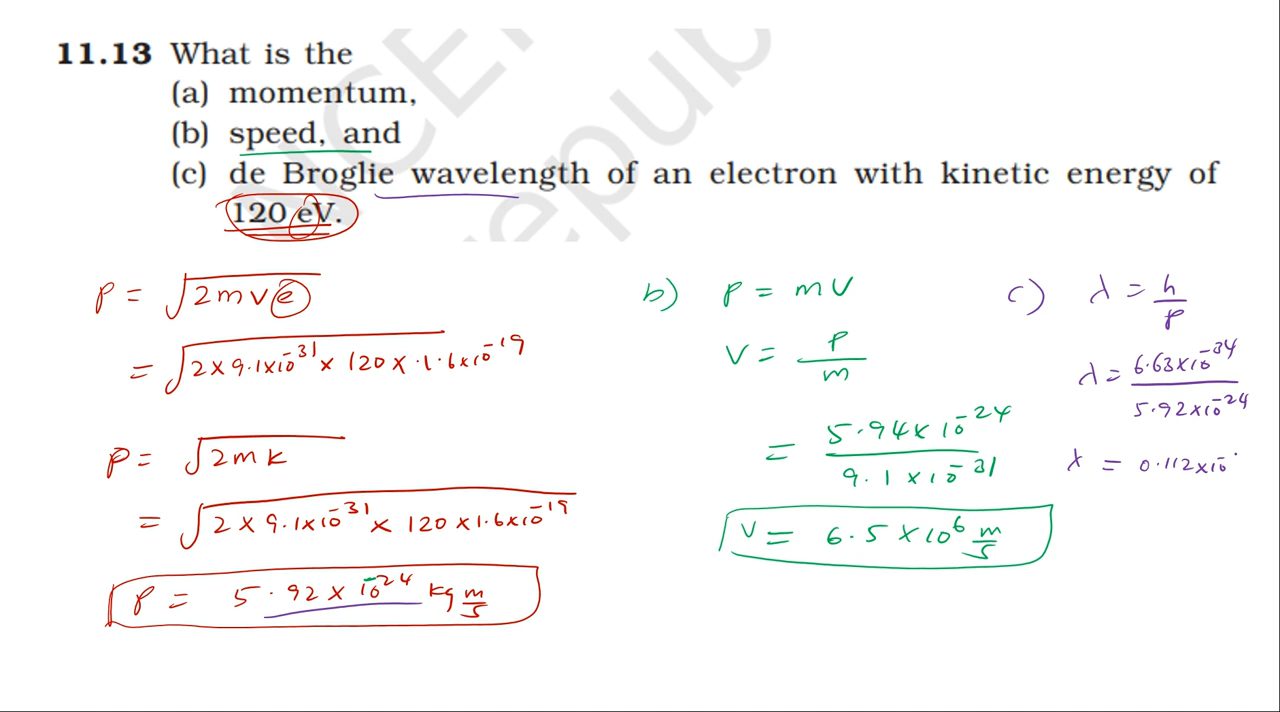 11.13 What is the
(a) momentum,
(b) speed, and
(c) de Broglie wavelength of an electron with kinetic energy of
120 eV.
p = √2mve
= √2×9.1×10⁻³¹ × 120×.1.6×10⁻¹⁹
p = √2mk
= √2×9.1×10⁻³¹ × 120×1.6×10⁻¹⁹
p = 5.92×10⁻²⁴ kg m/s
b) p = mv
v = p/m
= 5.94×10⁻²⁴/9.1×10⁻³¹
v = 6.5×10⁶ m/s
c) λ = h/p
λ = 6.63×10⁻³⁴/5.92×10⁻²⁴
λ = 0.112×10⁻